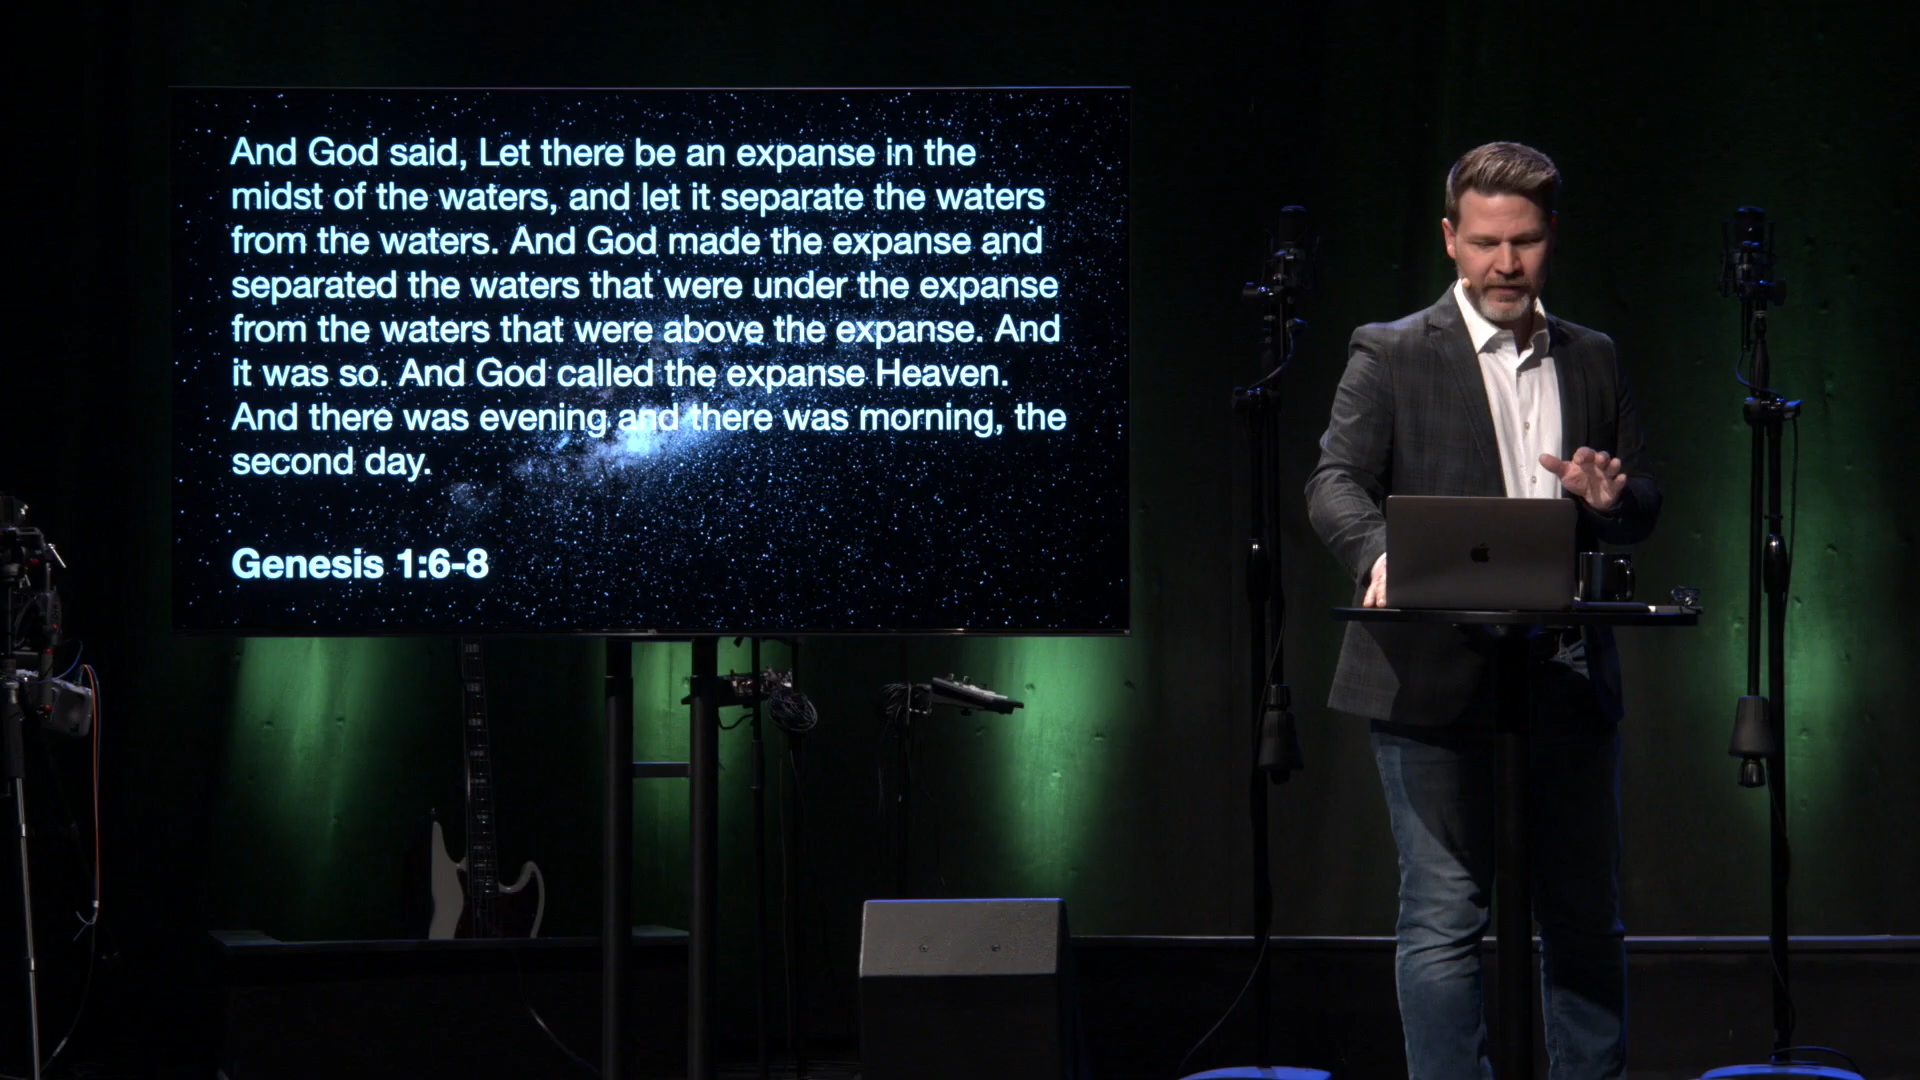 And God said, Let there be an expanse in the
midst of the waters, and let it separate the waters
from the waters. And God made the expanse and
separated the waters that were under the expanse
from the waters that were above the expanse. And
it was so. And God called the expanse Heaven.
And there was evening and there was morning, the
second day.
Genesis 1:6-8